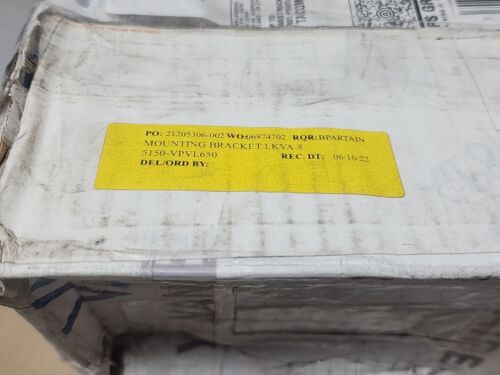 PO: 21205306-002 WO:06874702 RQR:BPARTAIN
MOUNTING BRACKET LKVA-8
5150-VPVL650 REC. DT: 06/16/22
DEL/ORD BY: